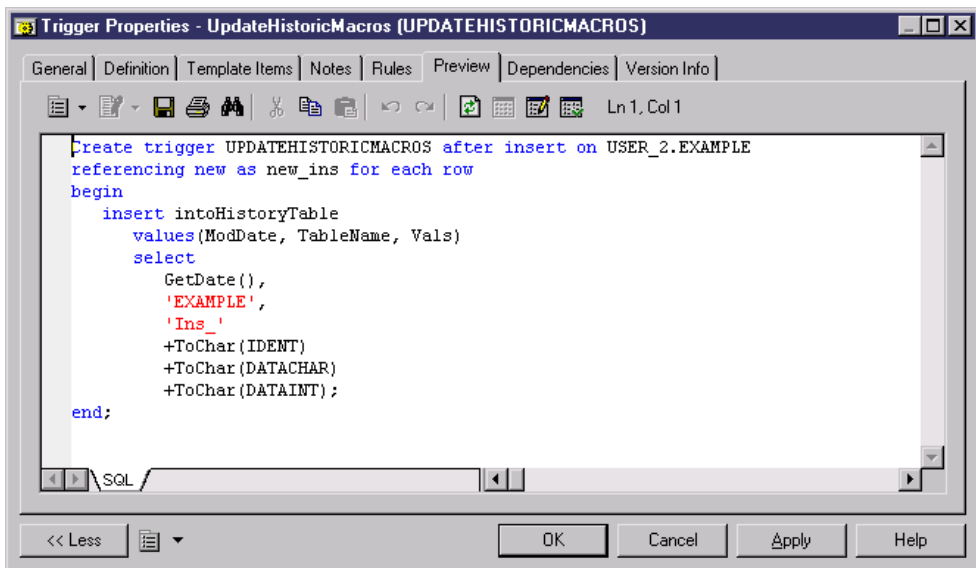 Trigger Properties - UpdateHistoricMacros (UPDATEHISTORICMACROS)
General Definition Template Items Notes Rules Preview Dependencies Version Info
Ln 1, Col 1
Create trigger UPDATEHISTORICMACROS after insert on USER_2.EXAMPLE
referencing new as new_ins for each row
begin
insert intoHistoryTable
values(ModDate, TableName, Vals)
select
GetDate(),
'EXAMPLE',
'Ins_'
+ToChar(IDENT)
+ToChar(DATACHAR)
+ToChar(DATAINT);
end;
SQL
<< Less OK Cancel Apply Help